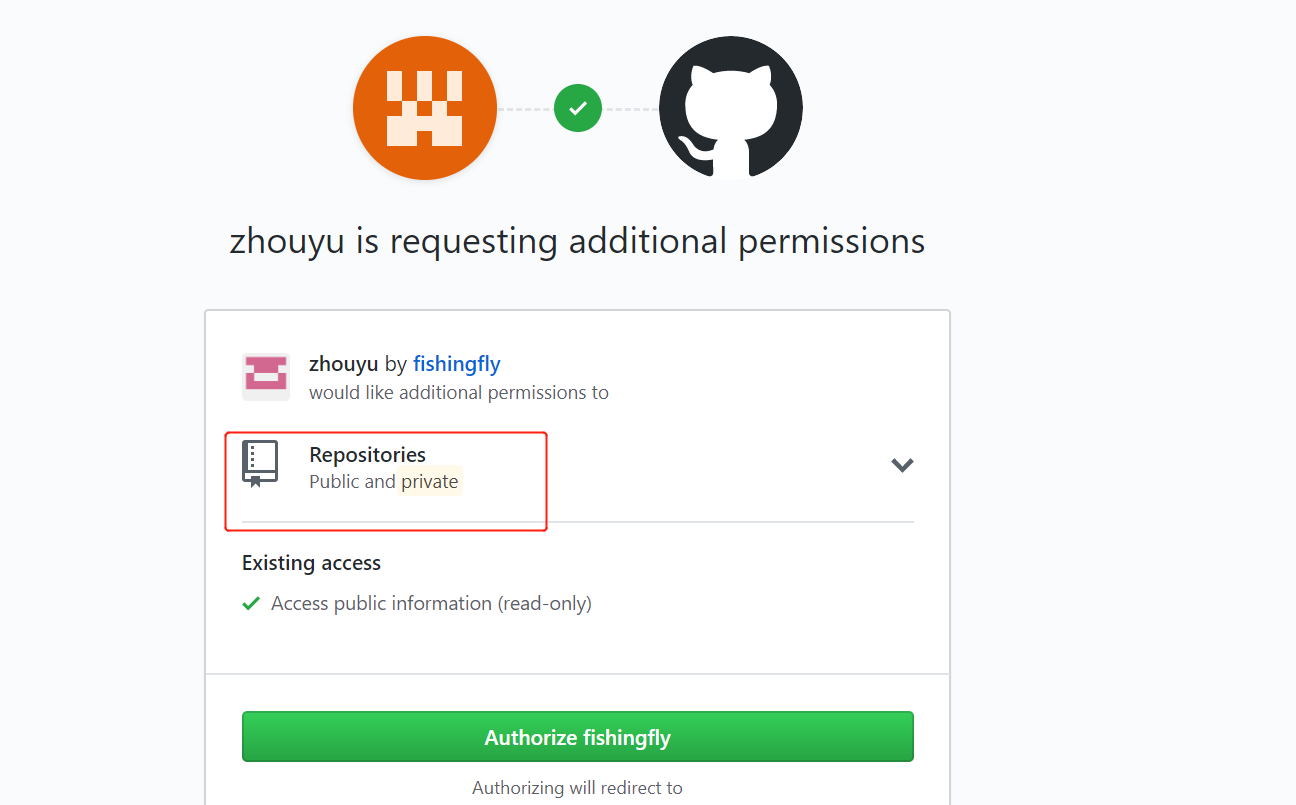 zhouyu is requesting additional permissions
zhouyu by fishingfly
would like additional permissions to
Repositories
Public and private
Existing access
Access public information (read-only)
Authorize fishingfly
Authorizing will redirect to